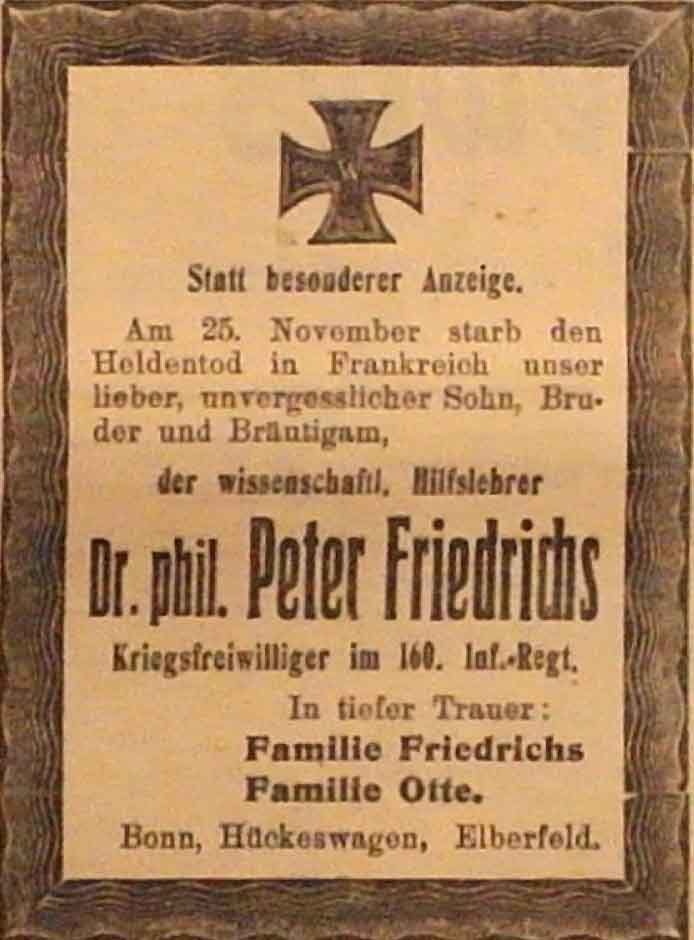 Statt besonderer Anzeige.
Am 25. November starb den
Heldentod in Frankreich unser
lieber, unvergesslicher Sohn, Bru-
der und Bräutigam,
der wissenschaftl. Hilfslehrer
Dr. phil. Peter Friedrichs
Kriegsfreiwilliger im 160. Inf.-Regt.
In tiefer Trauer:
Familie Friedrichs
Familie Otte.
Bonn, Hückeswagen, Elberfeld.